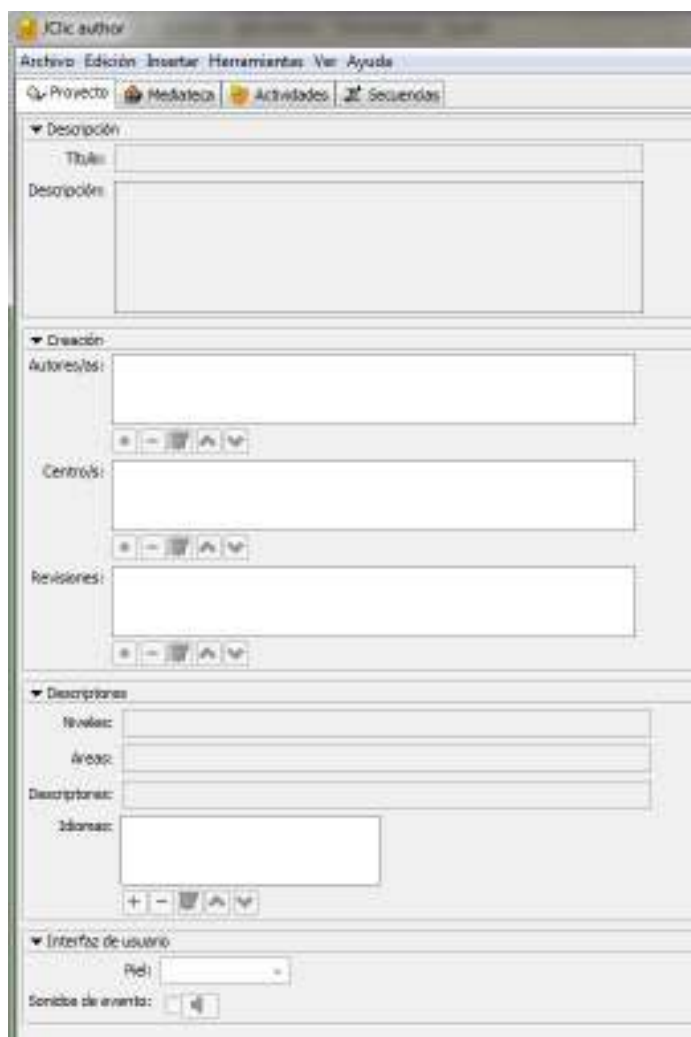 JClic author
Archivo Edición Insertar Herramientas Ver Ayuda
Proyecto Mediateca Actividades Secuencias
Descripción
Título:
Descripción:
Creación
Autores/as:
Centro/s:
Revisiones:
Descriptores
Niveles:
Áreas:
Descriptores:
Idiomas:
Interfaz de usuario
Piel:
Sonidos de evento: